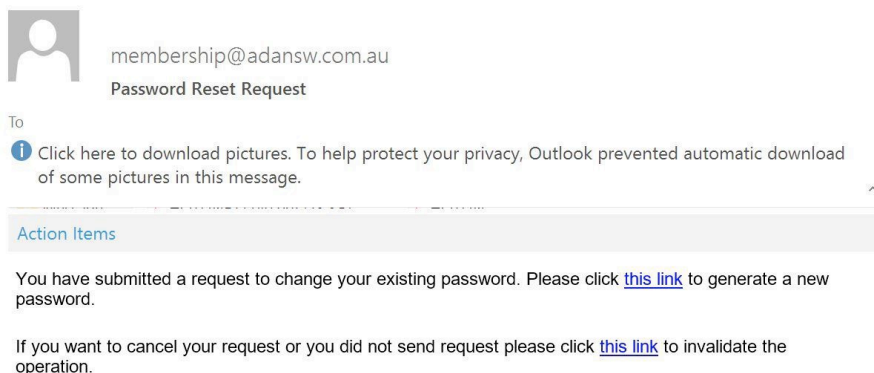 membership@adansw.com.au
Password Reset Request
To
Click here to download pictures. To help protect your privacy, Outlook prevented automatic download
of some pictures in this message.
Action Items
You have submitted a request to change your existing password. Please click this link to generate a new
password.
If you want to cancel your request or you did not send request please click this link to invalidate the
operation.